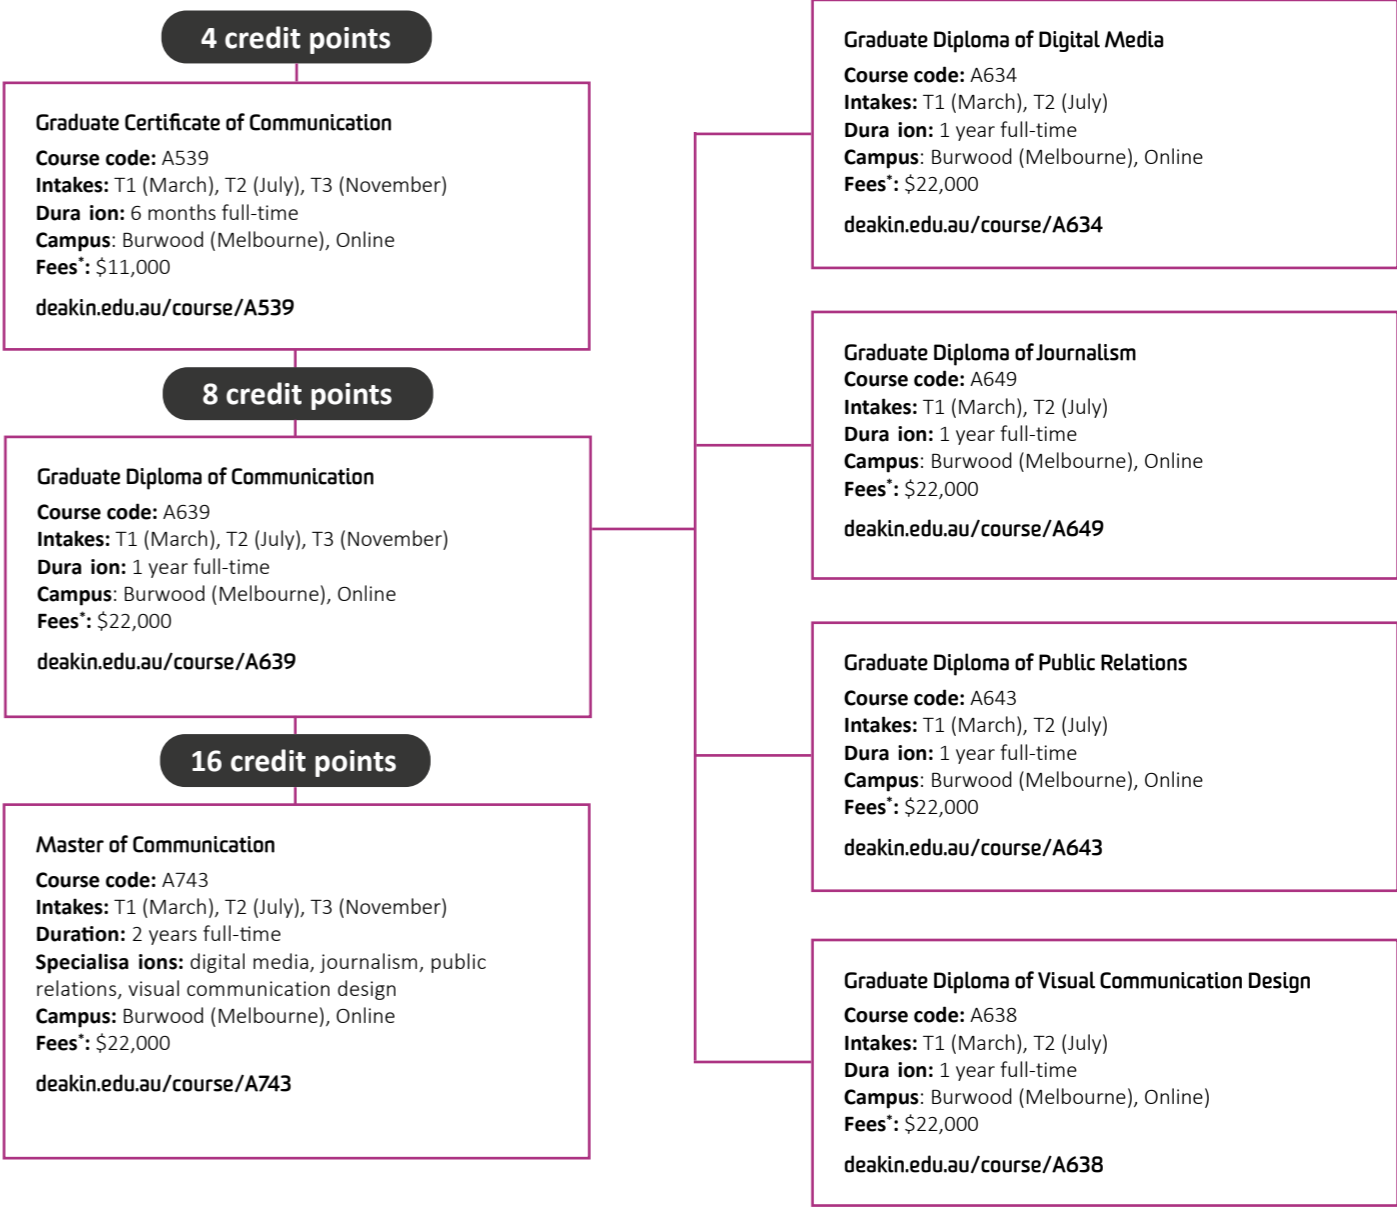 4 credit points
Graduate Certificate of Communication
Course code: A539
Intakes: T1 (March), T2 (July), T3 (November)
Dura ion: 6 months full-time
Campus: Burwood (Melbourne), Online
Fees*: $11,000
deakin.edu.au/course/A539
8 credit points
Graduate Diploma of Communication
Course code: A639
Intakes: T1 (March), T2 (July), T3 (November)
Dura ion: 1 year full-time
Campus: Burwood (Melbourne), Online
Fees*: $22,000
deakin.edu.au/course/A639
16 credit points
Master of Communication
Course code: A743
Intakes: T1 (March), T2 (July), T3 (November)
Duration: 2 years full-time
Specialisa ions: digital media, journalism, public
relations, visual communication design
Campus: Burwood (Melbourne), Online
Fees*: $22,000
deakin.edu.au/course/A743
Graduate Diploma of Digital Media
Course code: A634
Intakes: T1 (March), T2 (July)
Dura ion: 1 year full-time
Campus: Burwood (Melbourne), Online
Fees*: $22,000
deakin.edu.au/course/A634
Graduate Diploma of Journalism
Course code: A649
Intakes: T1 (March), T2 (July)
Dura ion: 1 year full-time
Campus: Burwood (Melbourne), Online
Fees*: $22,000
deakin.edu.au/course/A649
Graduate Diploma of Public Relations
Course code: A643
Intakes: T1 (March), T2 (July)
Dura ion: 1 year full-time
Campus: Burwood (Melbourne), Online
Fees*: $22,000
deakin.edu.au/course/A643
Graduate Diploma of Visual Communication Design
Course code: A638
Intakes: T1 (March), T2 (July)
Dura ion: 1 year full-time
Campus: Burwood (Melbourne), Online)
Fees*: $22,000
deakin.edu.au/course/A638